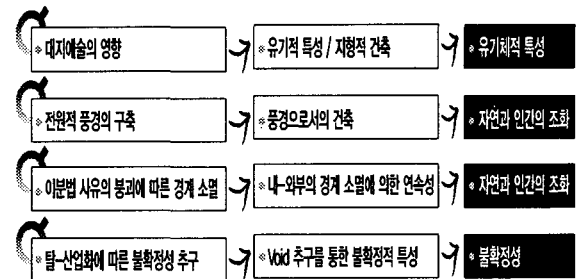 대지예술의 영향
유기적 특성 / 지형적 건축
유기체적 특성
전원적 풍경의 구축
풍경으로서의 건축
자연과 인간의 조화
이분법 사유의 붕괴에 따른 경계 소멸
내-외부의 경계 소멸에 의한 연속성
자연과 인간의 조화
탈-산업화에 따른 불확정성 추구
Void 추구를 통한 불확정적 특성
불확정성